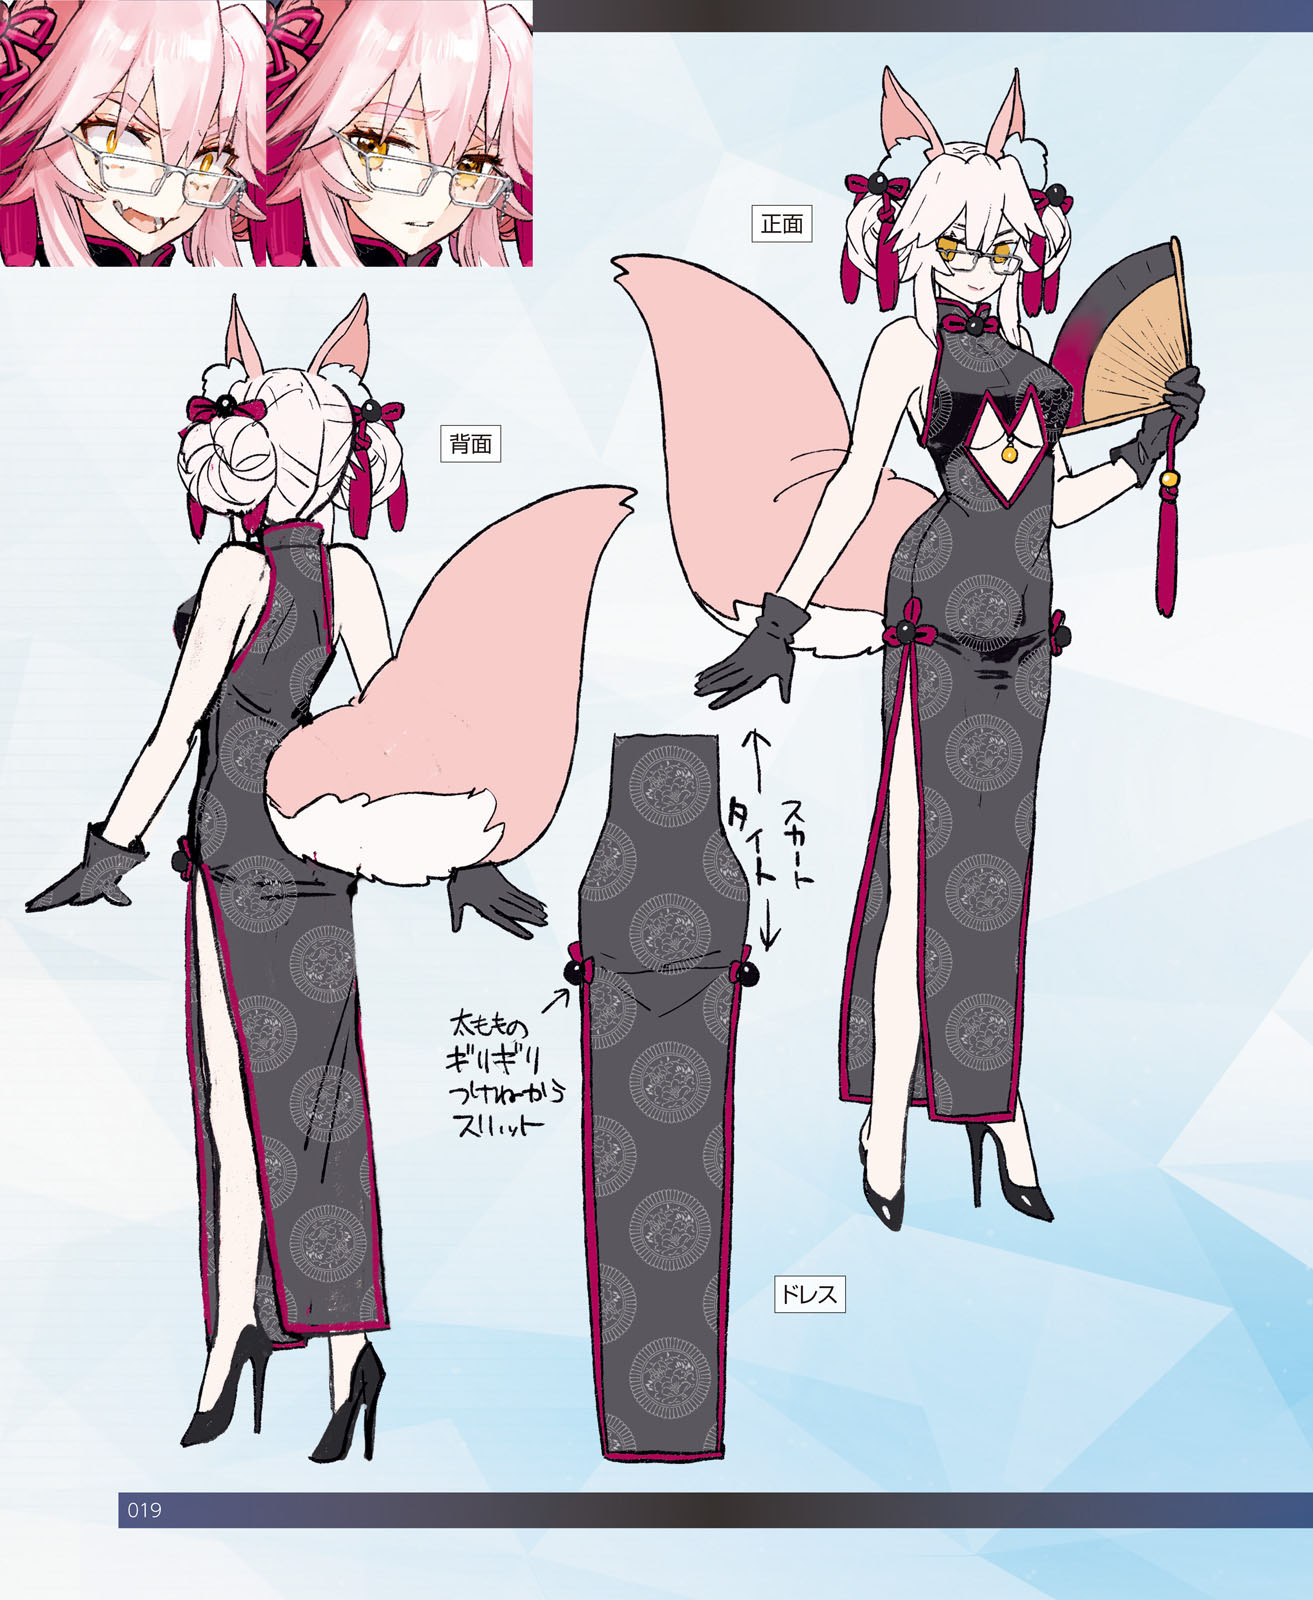 正面
背面
スカート
←タイト→
太ももの
ギリギリ
つけねから
スリット
ドレス
019